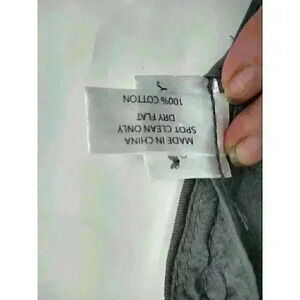 100% COTTON
DRY FLAT
SPOT CLEAN ONLY
MADE IN CHINA